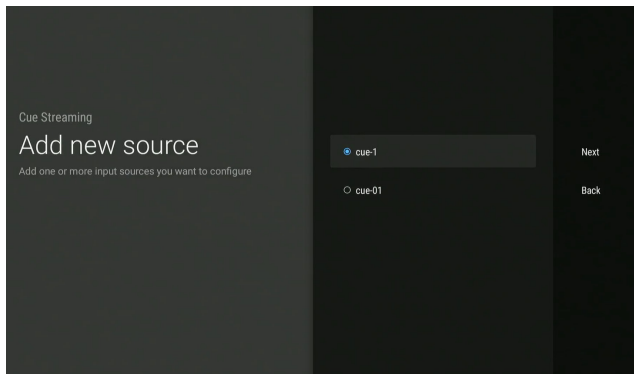 Cue Streaming
Add new source
Add one or more input sources you want to configure
cue-1
cue-01
Next
Back